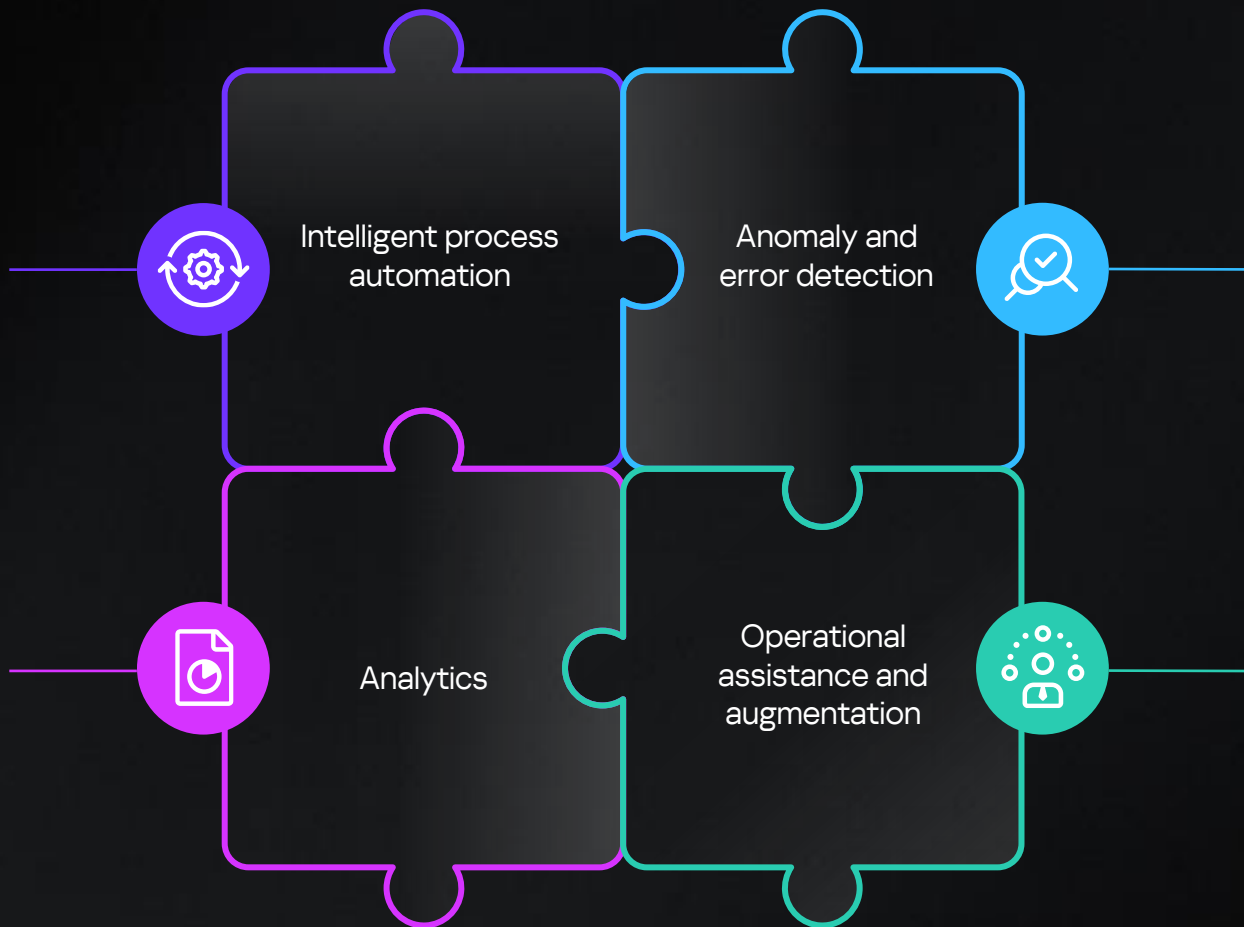 Intelligent process
automation
Anomaly and
error detection
Analytics
Operational
assistance and
augmentation